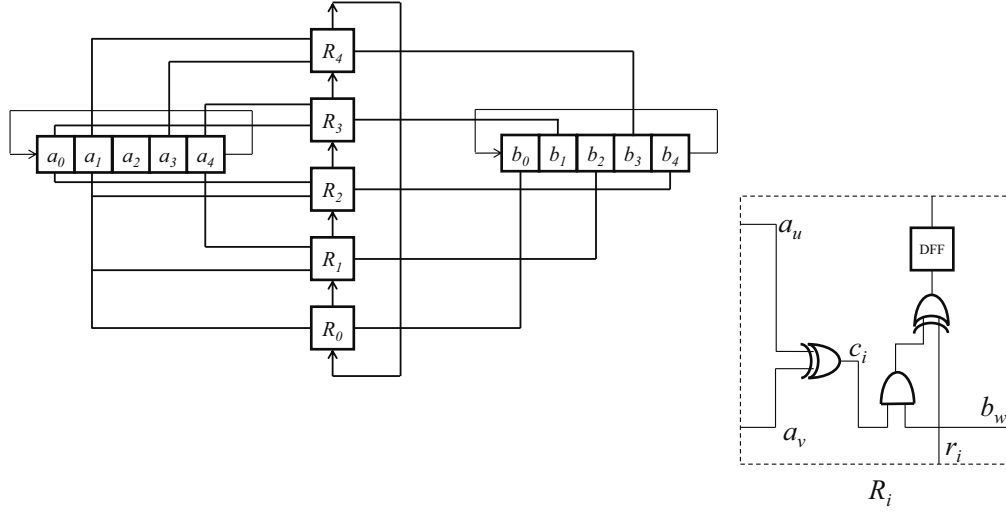 R4
R3
a0 a1 a2 a3 a4
b0 b1 b2 b3 b4
R2
R1
R0
au
DFF
ci
bw
av
ri
Ri